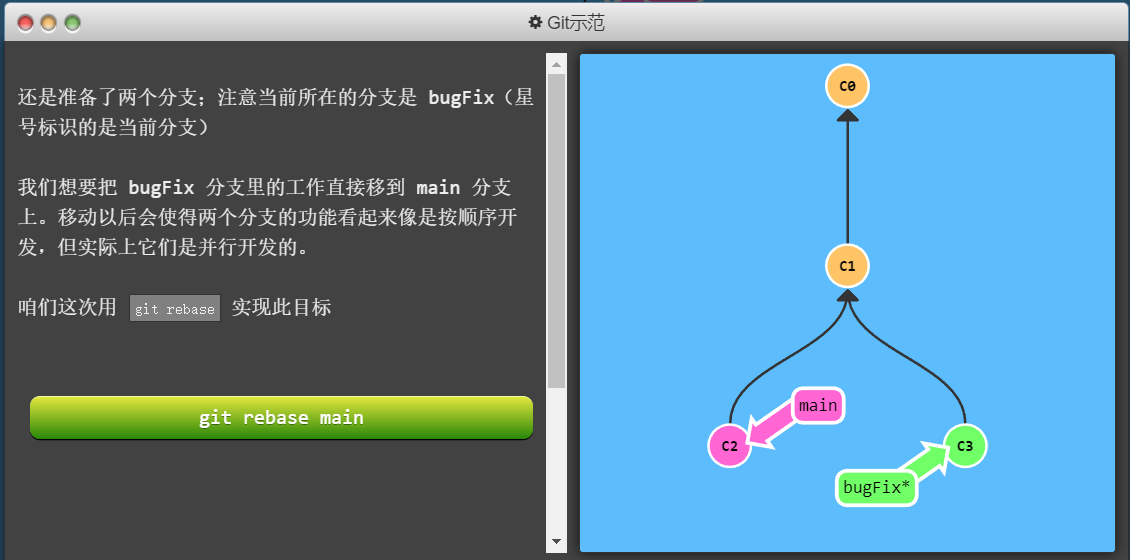 Git示范
还是准备了两个分支；注意当前所在的分支是 bugFix（星
号标识的是当前分支）
我们想要把 bugFix 分支里的工作直接移到 main 分支
上。移动以后会使得两个分支的功能看起来像是按顺序开
发，但实际上它们是并行开发的。
咱们这次用 git rebase 实现此目标
git rebase main
C0
C1
main
C2
C3
bugFix*